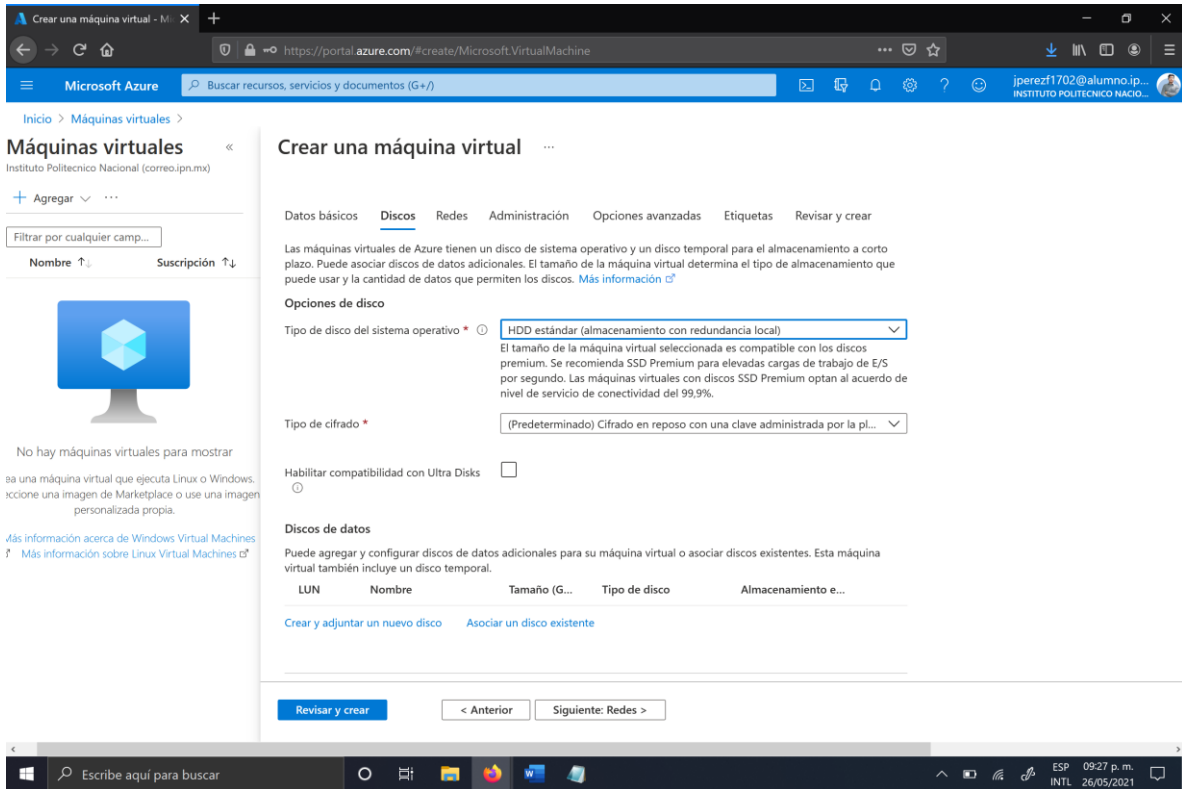 Crear una máquina virtual - Mi
https://portal.azure.com/#create/Microsoft.VirtualMachine
Microsoft Azure
Buscar recursos, servicios y documentos (G+/)
jperezf1702@alumno.ip...
INSTITUTO POLITECNICO NACIO...
Inicio > Máquinas virtuales >
Máquinas virtuales «
Instituto Politecnico Nacional (correo.ipn.mx)
+ Agregar ...
Filtrar por cualquier camp...
Nombre ↑↓ Suscripción ↑↓
No hay máquinas virtuales para mostrar
ea una máquina virtual que ejecuta Linux o Windows.
eccione una imagen de Marketplace o use una imagen
personalizada propia.
Más información acerca de Windows Virtual Machines
Más información sobre Linux Virtual Machines
Crear una máquina virtual ...
Datos básicos Discos Redes Administración Opciones avanzadas Etiquetas Revisar y crear
Las máquinas virtuales de Azure tienen un disco de sistema operativo y un disco temporal para el almacenamiento a corto
plazo. Puede asociar discos de datos adicionales. El tamaño de la máquina virtual determina el tipo de almacenamiento que
puede usar y la cantidad de datos que permiten los discos. Más información
Opciones de disco
Tipo de disco del sistema operativo * HDD estándar (almacenamiento con redundancia local)
El tamaño de la máquina virtual seleccionada es compatible con los discos
premium. Se recomienda SSD Premium para elevadas cargas de trabajo de E/S
por segundo. Las máquinas virtuales con discos SSD Premium optan al acuerdo de
nivel de servicio de conectividad del 99,9%.
Tipo de cifrado * (Predeterminado) Cifrado en reposo con una clave administrada por la pl...
Habilitar compatibilidad con Ultra Disks
Discos de datos
Puede agregar y configurar discos de datos adicionales para su máquina virtual o asociar discos existentes. Esta máquina
virtual también incluye un disco temporal.
LUN Nombre Tamaño (G... Tipo de disco Almacenamiento e...
Crear y adjuntar un nuevo disco Asociar un disco existente
Revisar y crear < Anterior Siguiente: Redes >
Escribe aquí para buscar
ESP 09:27 p. m.
INTL 26/05/2021